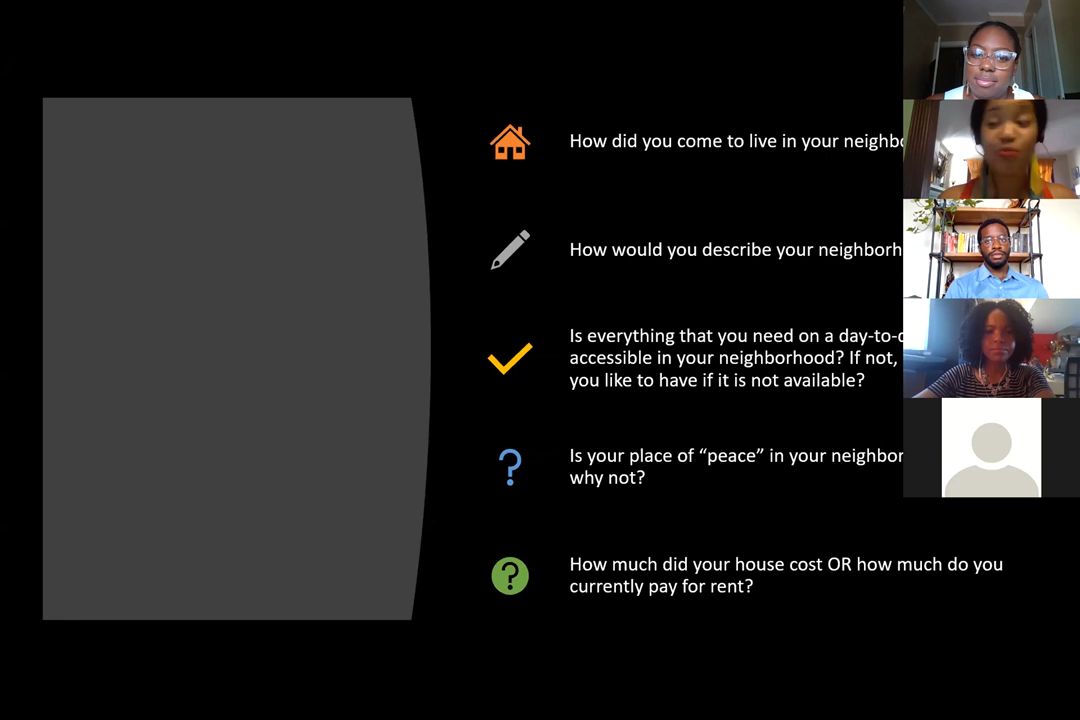 How did you come to live in your neighbo
How would you describe your neighborh
Is everything that you need on a day-to-
accessible in your neighborhood? If not,
you like to have if it is not available?
Is your place of “peace” in your neighbor
why not?
How much did your house cost OR how much do you
currently pay for rent?